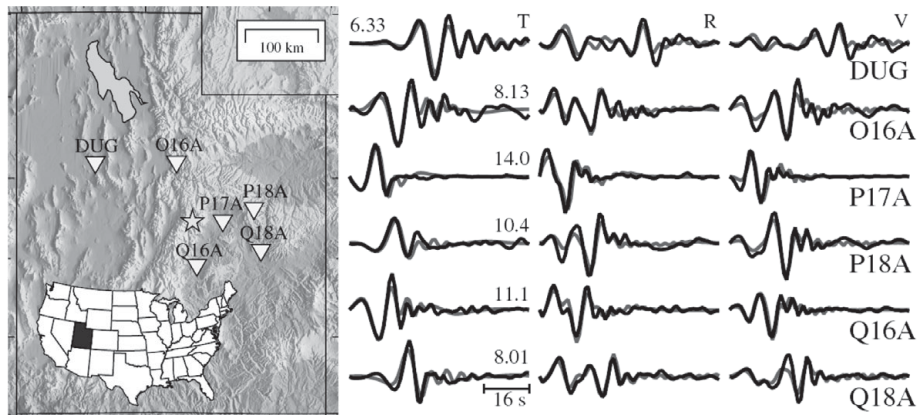 100 km
DUG O16A
P18A
P17A
Q18A
Q16A
6.33 T R V
DUG
8.13
O16A
14.0
P17A
10.4
P18A
11.1
Q16A
8.01
16 s
Q18A